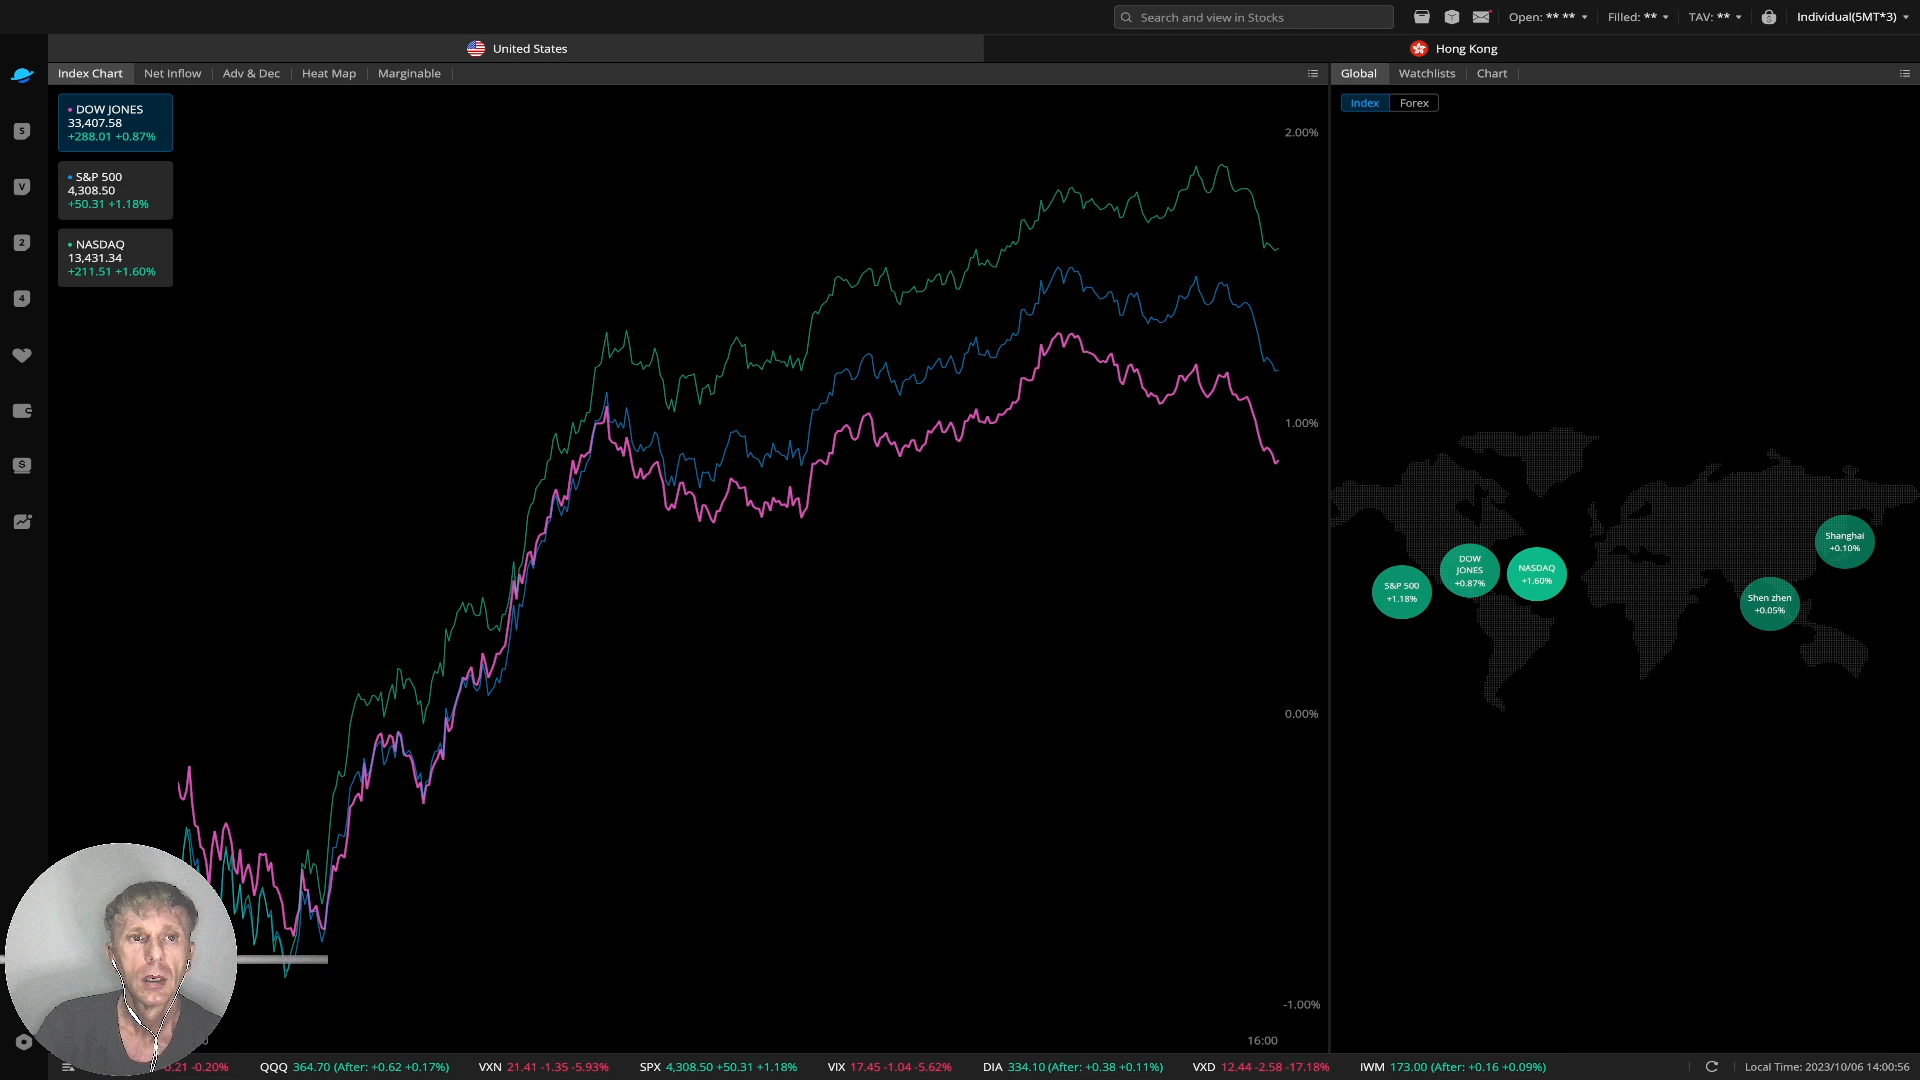 Search and view in Stocks
Open: ** **
Filled: **
TAV: **
Individual(5MT*3)
United States
Hong Kong
Index Chart
Net Inflow
Adv & Dec
Heat Map
Marginable
Global
Watchlists
Chart
Index
Forex
DOW JONES
33,407.58
+288.01 +0.87%
S&P 500
4,308.50
+50.31 +1.18%
NASDAQ
13,431.34
+211.51 +1.60%
S
V
2
4
S
2.00%
1.00%
0.00%
-1.00%
16:00
S&P 500
+1.18%
DOW
JONES
+0.87%
NASDAQ
+1.60%
Shanghai
+0.10%
Shen zhen
+0.05%
-0.20%
QQQ 364.70 (After: +0.62 +0.17%)
VXN 21.41 -1.35 -5.93%
SPX 4,308.50 +50.31 +1.18%
VIX 17.45 -1.04 -5.62%
DIA 334.10 (After: +0.38 +0.11%)
VXD 12.44 -2.58 -17.18%
IWM 173.00 (After: +0.16 +0.09%)
Local Time: 2023/10/06 14:00:56